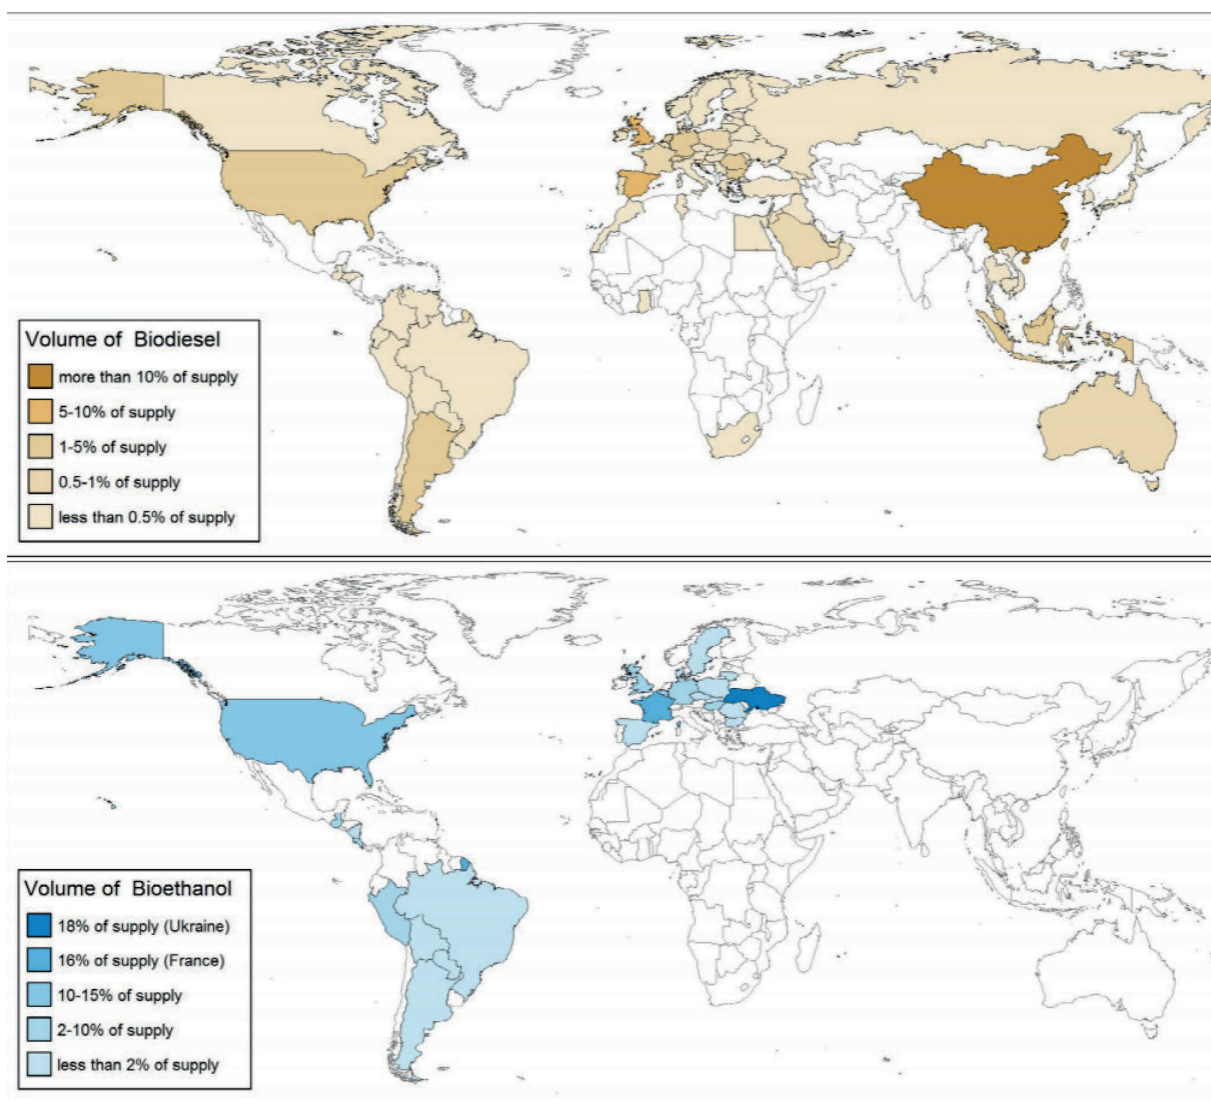 Volume of Biodiesel
more than 10% of supply
5-10% of supply
1-5% of supply
0.5-1% of supply
less than 0.5% of supply
Volume of Bioethanol
18% of supply (Ukraine)
16% of supply (France)
10-15% of supply
2-10% of supply
less than 2% of supply